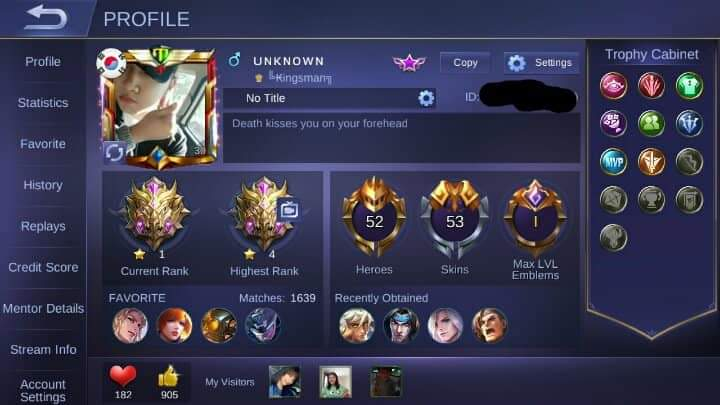 PROFILE
Profile
Statistics
Favorite
History
Replays
Credit Score
Mentor Details
Stream Info
Account
Settings
UNKNOWN
╚Kingsman╗
Copy
Settings
No Title
ID:
Death kisses you on your forehead
1
Current Rank
4
Highest Rank
52
Heroes
53
Skins
I
Max LVL
Emblems
FAVORITE
Matches: 1639
Recently Obtained
182
905
My Visitors
Trophy Cabinet
MVP